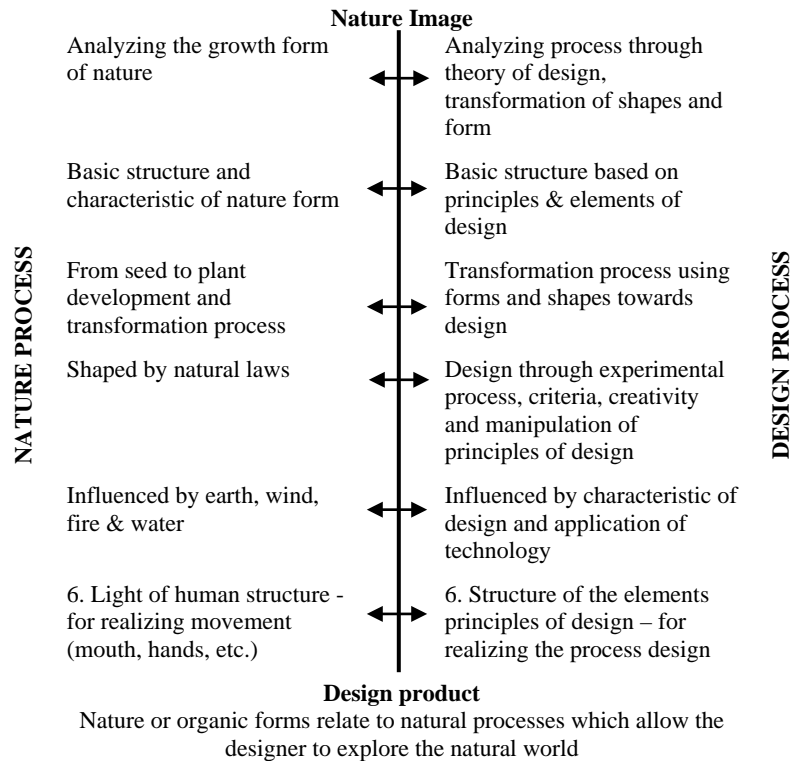 Nature Image
Analyzing the growth form
of nature
Analyzing process through
theory of design,
transformation of shapes and
form
Basic structure and
characteristic of nature form
Basic structure based on
principles & elements of
design
NATURE PROCESS
From seed to plant
development and
transformation process
Transformation process using
forms and shapes towards
design
DESIGN PROCESS
Shaped by natural laws
Design through experimental
process, criteria, creativity
and manipulation of
principles of design
Influenced by earth, wind,
fire & water
Influenced by characteristic of
design and application of
technology
6. Light of human structure -
for realizing movement
(mouth, hands, etc.)
6. Structure of the elements
principles of design – for
realizing the process design
Design product
Nature or organic forms relate to natural processes which allow the
designer to explore the natural world